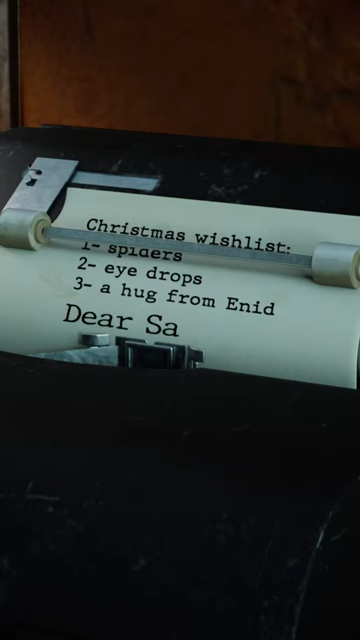 Christmas wishlist:
1- spiders
2- eye drops
3- a hug from Enid
Dear Sa